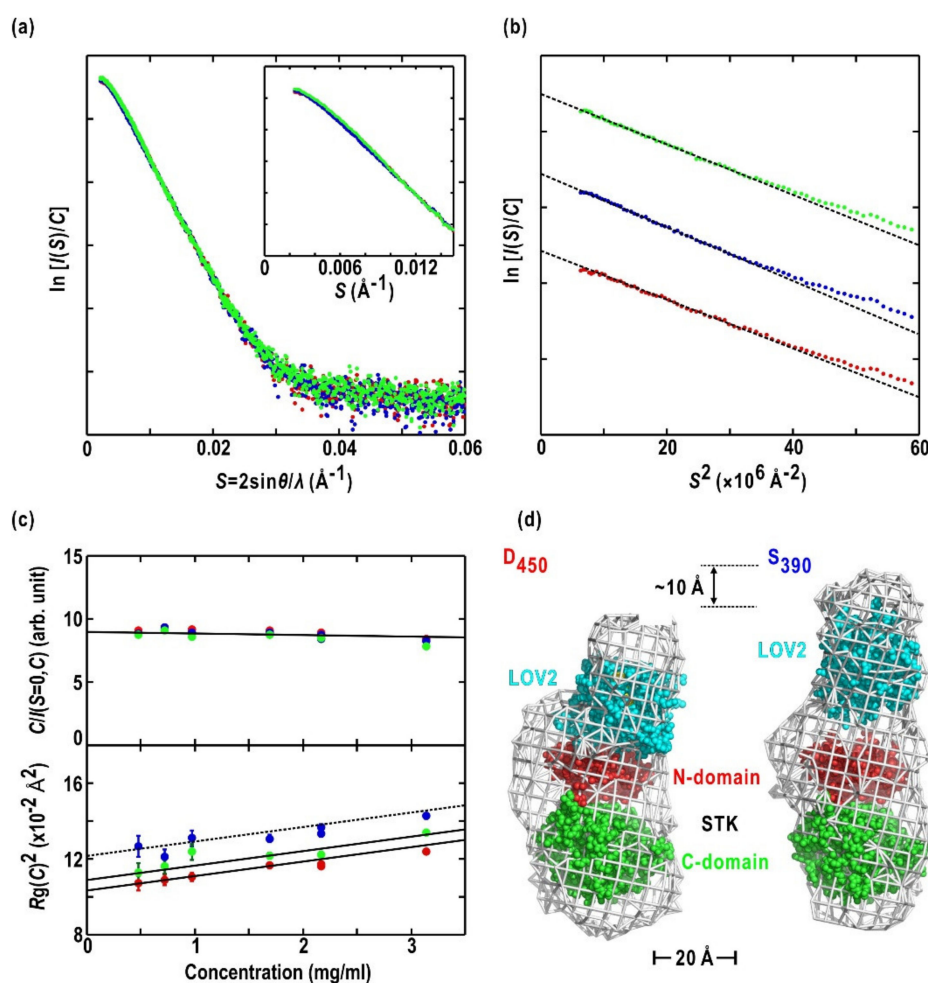 (a)
ln [I(S)/C]
0
0.02
0.04
0.06
S=2sinθ/λ (Å-1)
0
0.006
0.012
S (Å-1)
(b)
ln [I(S)/C]
0
20
40
60
S2 (×106 Å-2)
(c)
C/I(S=0,C) (arb. unit)
15
10
5
0
Rg(C)2 (x10-2 Å2)
16
14
12
10
8
0
1
2
3
Concentration (mg/ml)
(d)
D450
~10 Å
S390
LOV2
LOV2
N-domain
STK
C-domain
20 Å